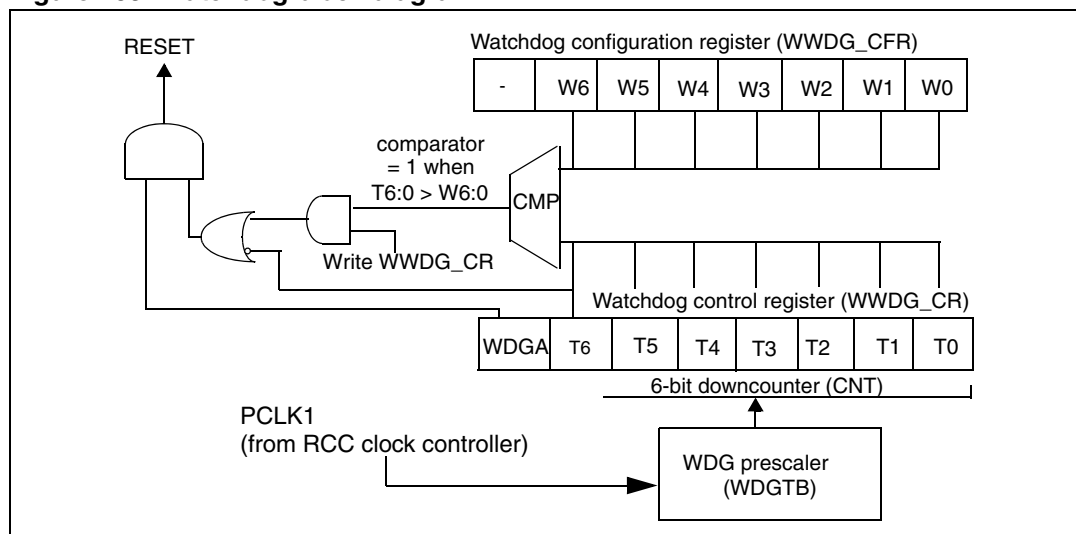 RESET
Watchdog configuration register (WWDG_CFR)
- W6 W5 W4 W3 W2 W1 W0
comparator
= 1 when
T6:0 > W6:0
CMP
Write WWDG_CR
Watchdog control register (WWDG_CR)
WDGA T6 T5 T4 T3 T2 T1 T0
6-bit downcounter (CNT)
PCLK1
(from RCC clock controller)
WDG prescaler
(WDGTB)